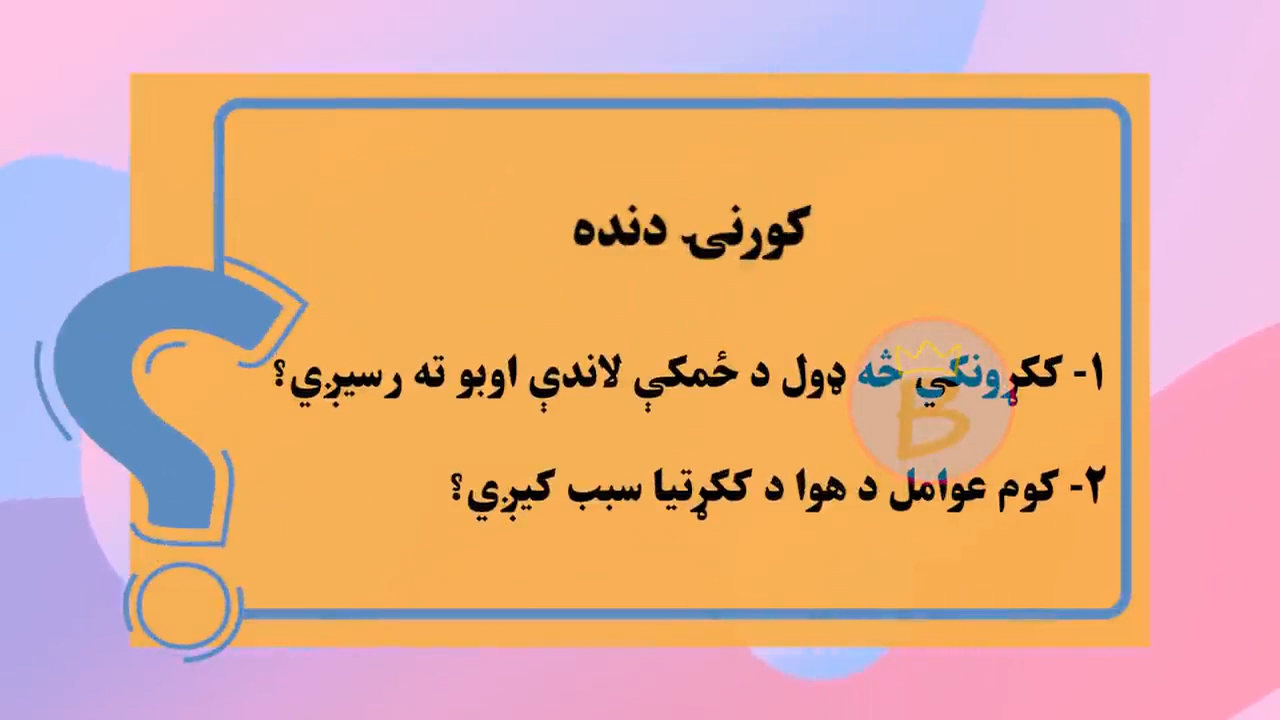 کورنۍ دنده
۱- ککړونکي څه ډول د ځمکې لاندې اوبو ته رسیږي؟
۲- کوم عوامل د هوا د ککړتیا سبب کیږي؟
B